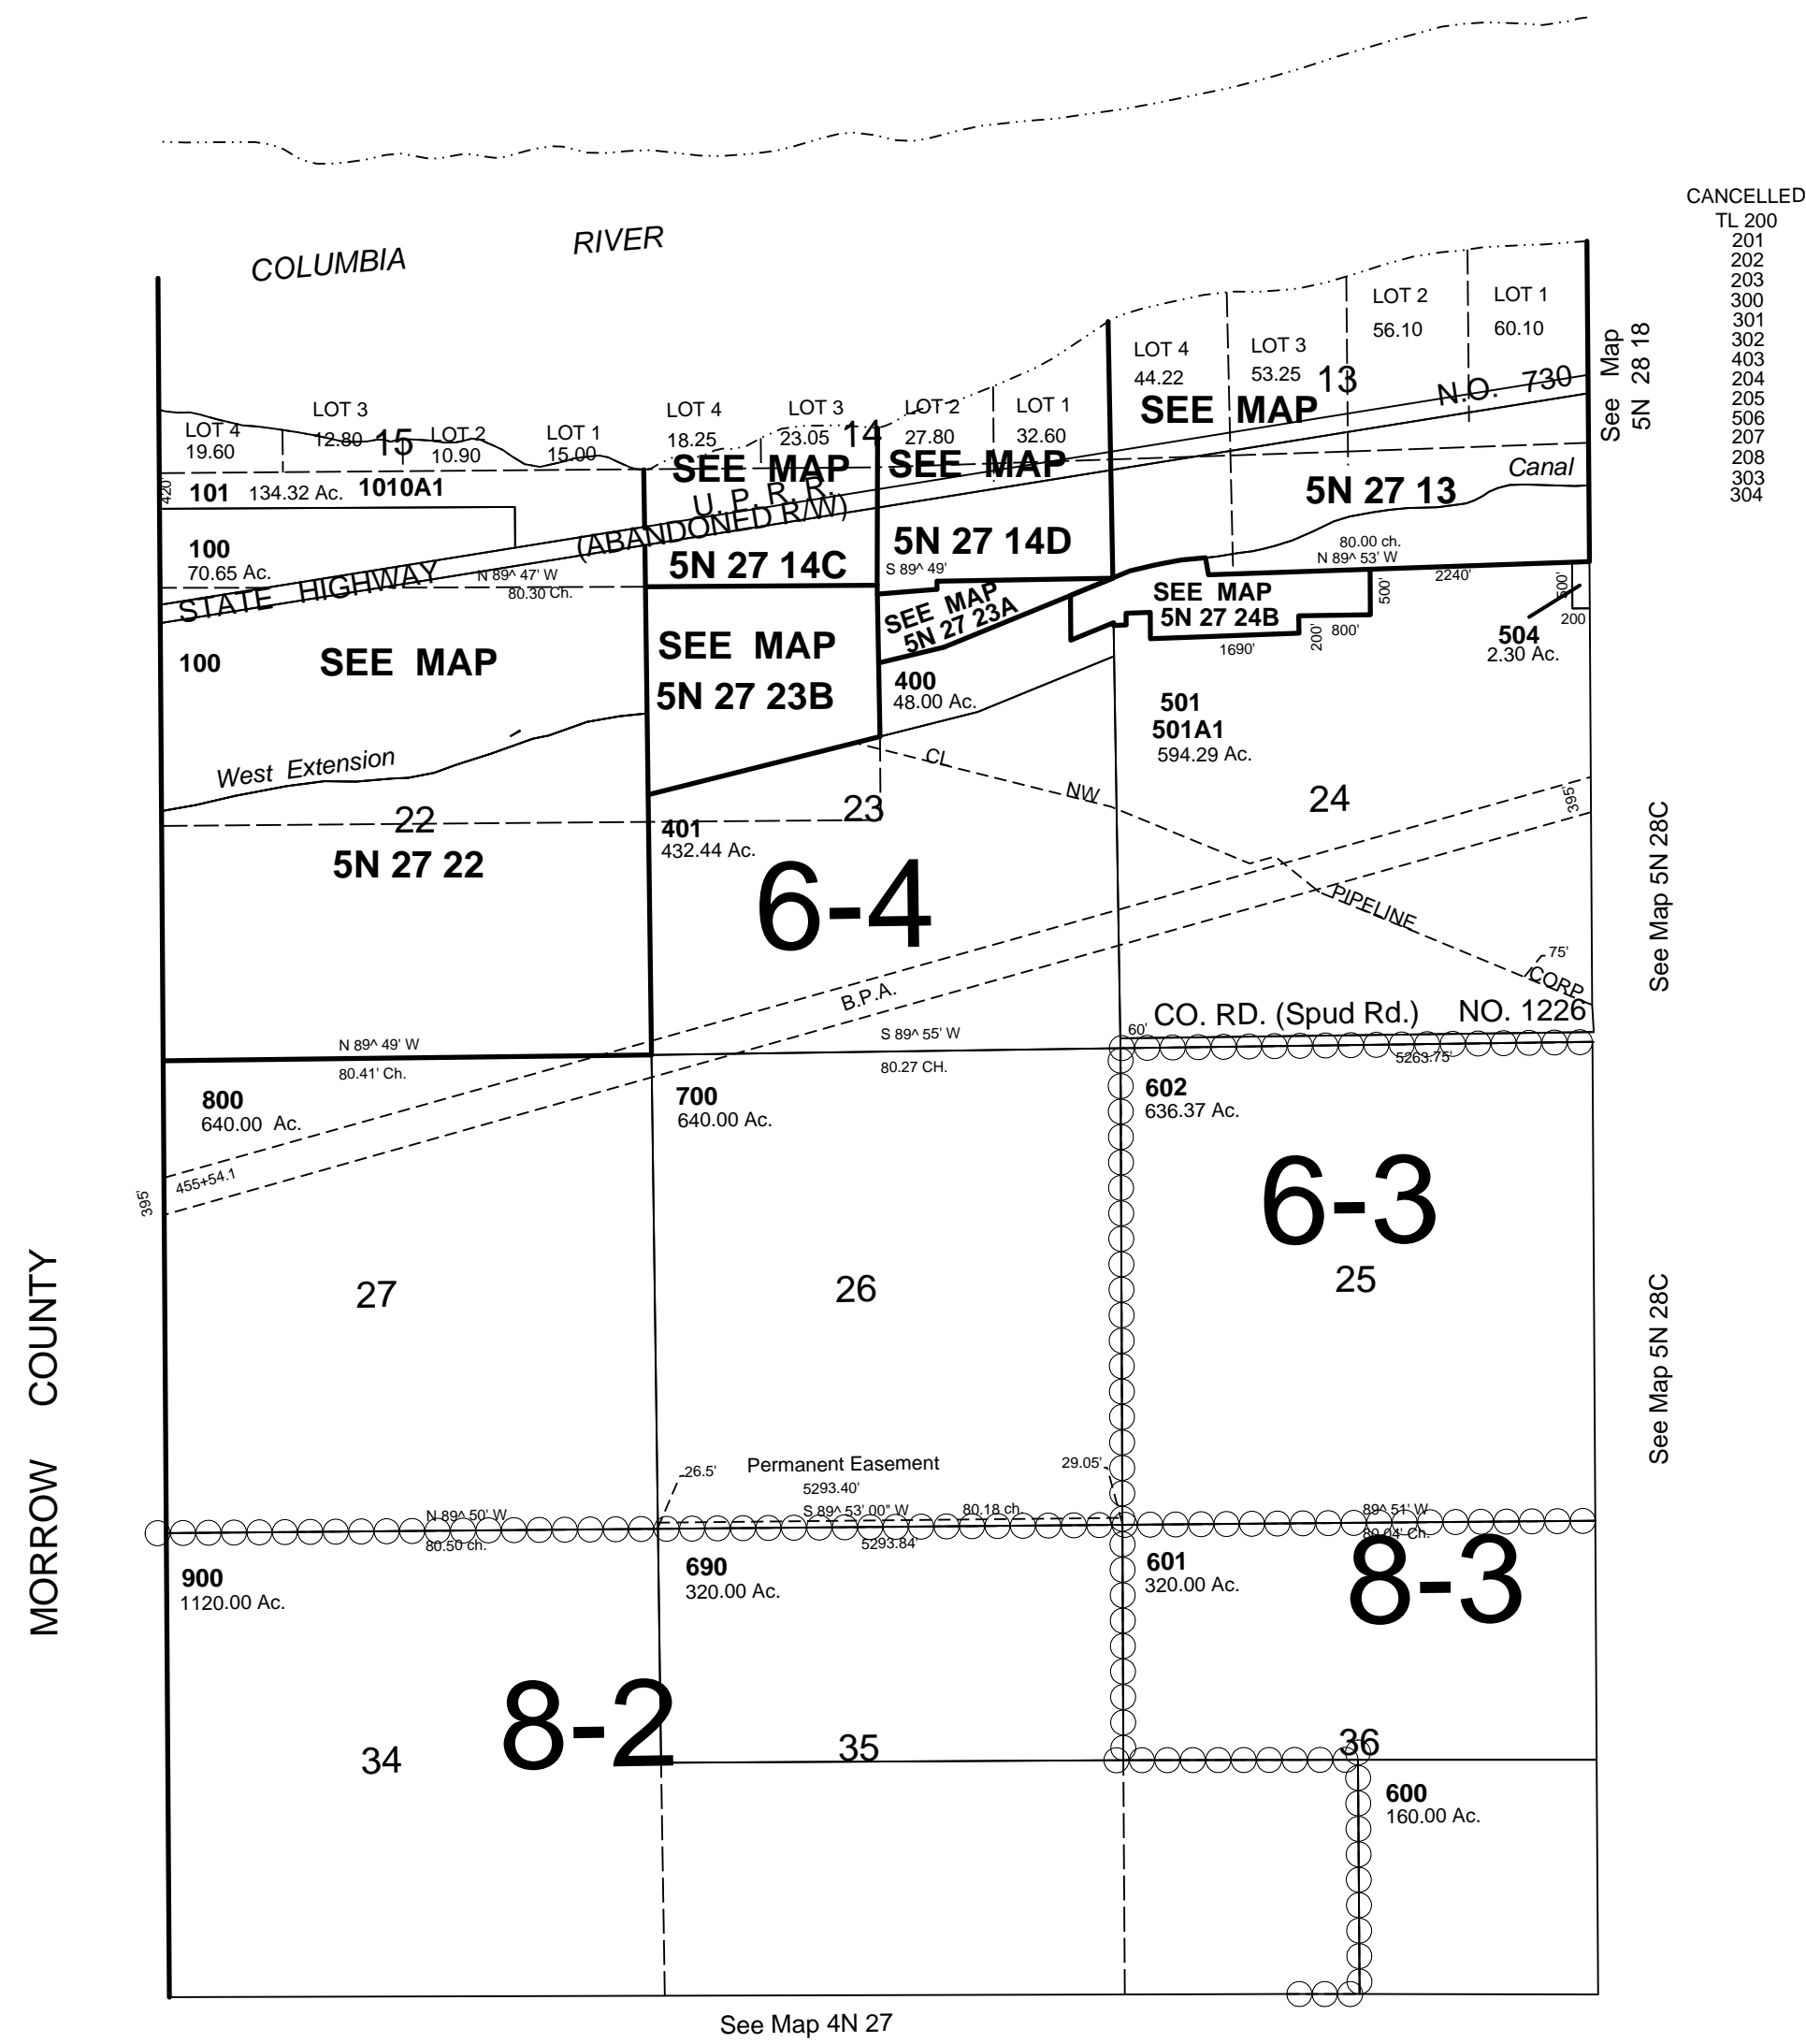 COLUMBIA RIVER
CANCELLED
TL 200
201
202
203
300
301
302
403
204
205
506
207
208
303
304
See Map
5N 28 18
LOT 2
56.10
LOT 1
60.10
LOT 4
44.22
LOT 3
53.25
13
SEE MAP
N.O. 730
LOT 4
19.60
LOT 3
12.80
15
LOT 2
10.90
LOT 1
15.00
LOT 4
18.25
LOT 3
23.05
14
LOT 2
27.80
LOT 1
32.60
SEE MAP
SEE MAP
Canal
420'
101 134.32 Ac. 1010A1
U. P. R. R.
(ABANDONED R/W)
5N 27 13
100
70.65 Ac.
STATE HIGHWAY
N 89^ 47' W
80.30 Ch.
5N 27 14C
5N 27 14D
S 89^ 49'
80.00 ch.
N 89^ 53' W
2240'
500'
500'
200
SEE MAP
5N 27 23A
SEE MAP
5N 27 24B
800'
200'
1690'
504
2.30 Ac.
100
SEE MAP
SEE MAP
5N 27 23B
400
48.00 Ac.
501
501A1
594.29 Ac.
West Extension
CL NW PIPELINE CORP
22
5N 27 22
23
24
395'
401
432.44 Ac.
6-4
See Map 5N 28C
75'
B.P.A.
CO. RD. (Spud Rd.) NO. 1226
60'
N 89^ 49' W
80.41' Ch.
S 89^ 55' W
80.27 CH.
5263.75'
800
640.00 Ac.
700
640.00 Ac.
602
636.37 Ac.
455+54.1
395'
6-3
27
26
25
MORROW COUNTY
See Map 5N 28C
26.5'
Permanent Easement
29.05'
5293.40'
N 89^ 50' W
80.50 ch.
S 89^ 53' 00" W
80.18 ch.
5293.84'
89^ 51' W
80.04' Ch.
900
1120.00 Ac.
690
320.00 Ac.
601
320.00 Ac.
8-3
8-2
34
35
36
600
160.00 Ac.
See Map 4N 27